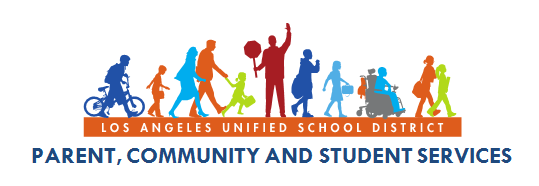 LOS ANGELES UNIFIED SCHOOL DISTRICT
PARENT, COMMUNITY AND STUDENT SERVICES